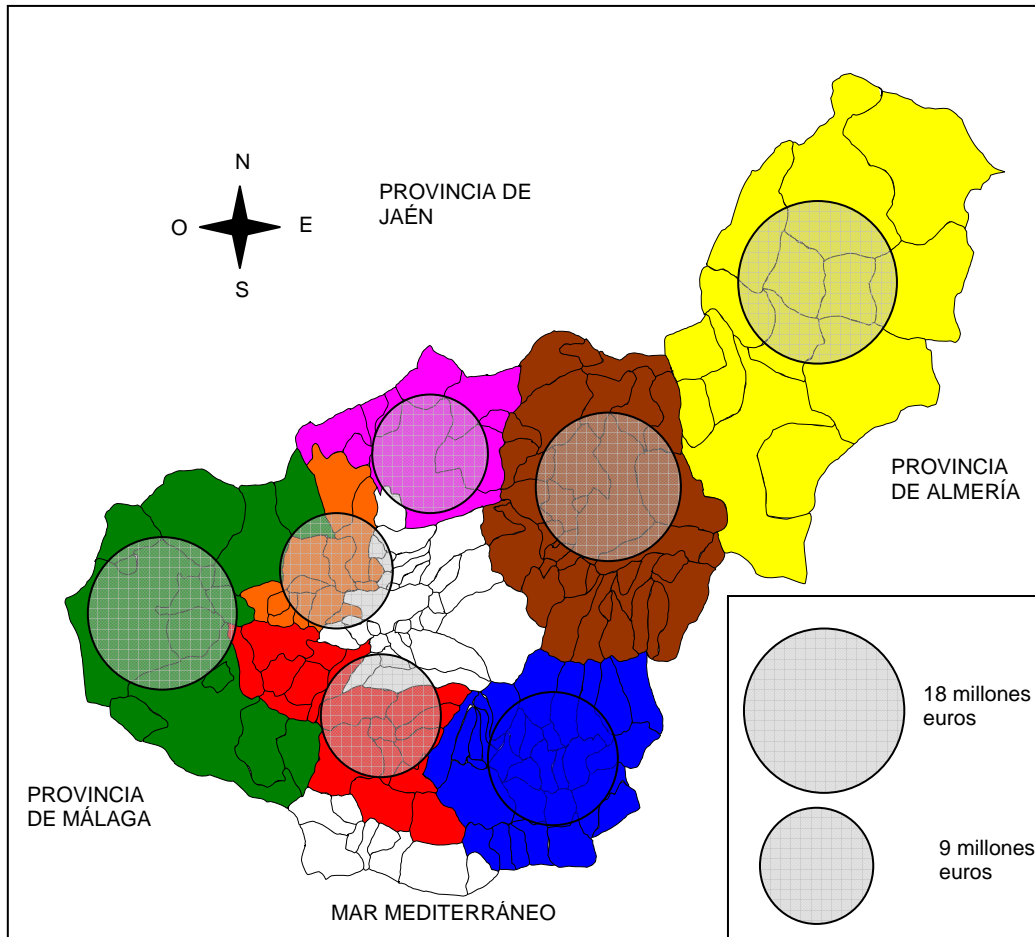 N
O
E
S
PROVINCIA DE
JAÉN
PROVINCIA
DE ALMERÍA
PROVINCIA
DE MÁLAGA
MAR MEDITERRÁNEO
18 millones
euros
9 millones
euros